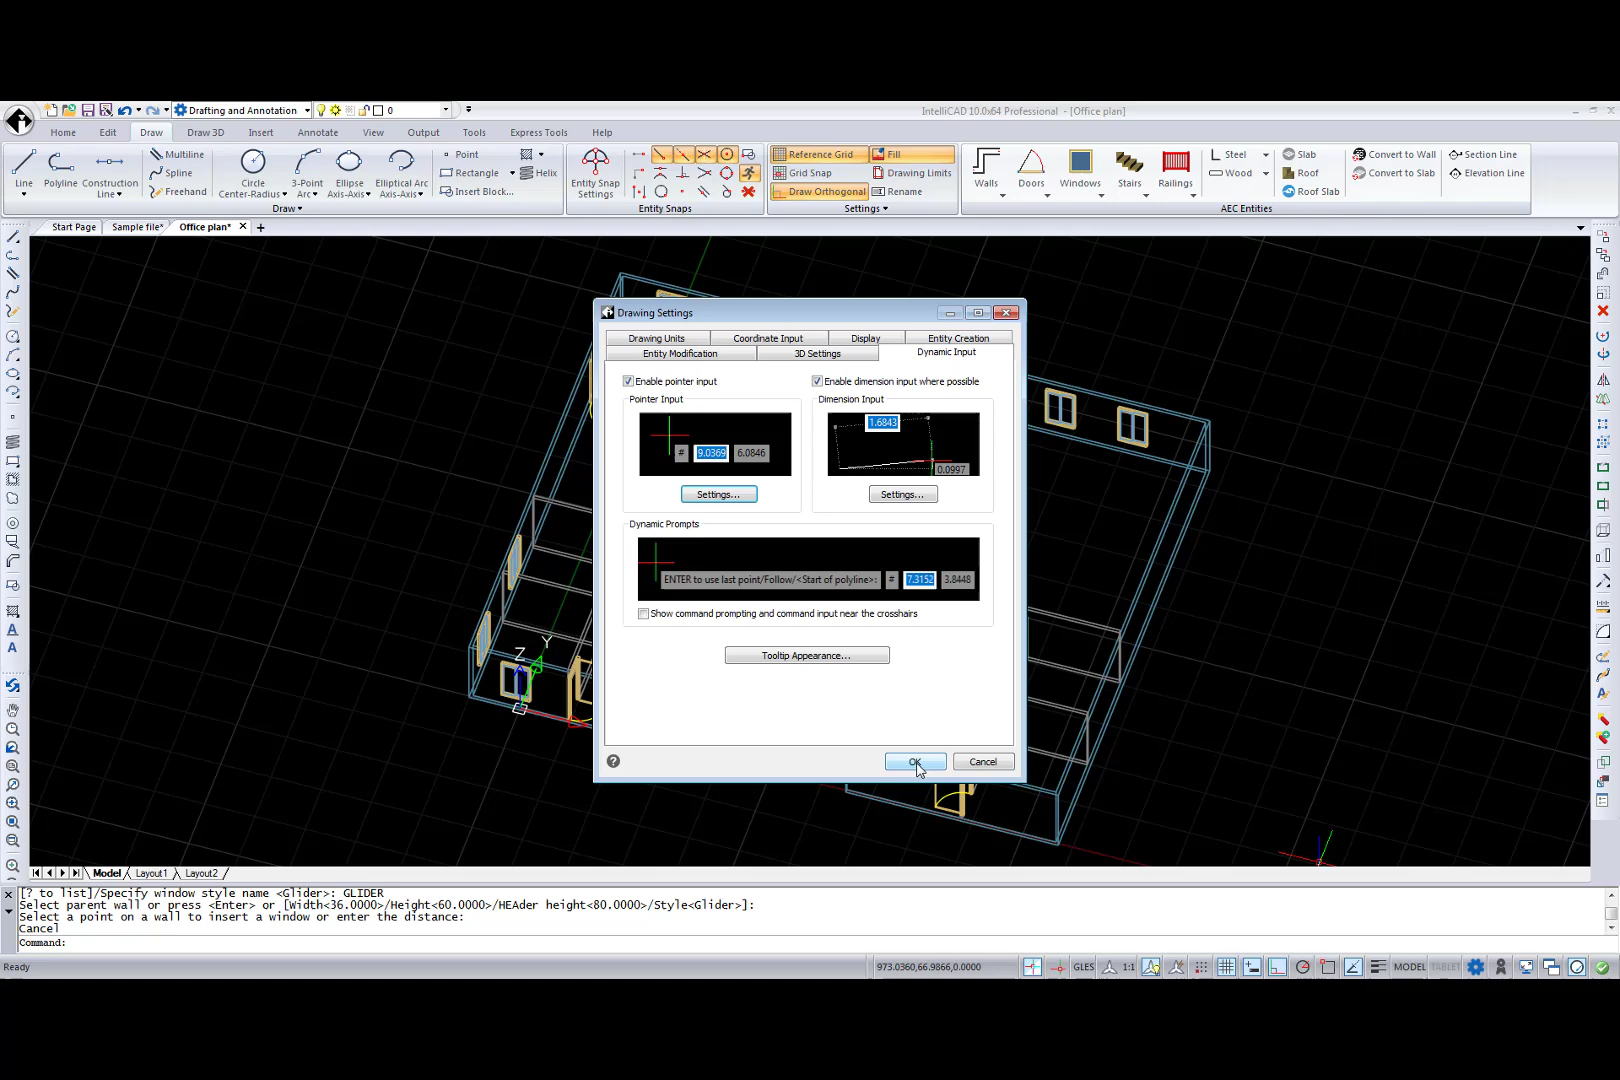 Drafting and Annotation
0
IntelliCAD 10.0x64 Professional - [Office plan]
Home Edit Draw Draw 3D Insert Annotate View Output Tools Express Tools Help
Line
Polyline
Construction
Line
Multiline
Spline
Freehand
Circle
Center-Radius
3-Point
Arc
Ellipse
Axis-Axis
Elliptical Arc
Axis-Axis
Point
Rectangle
Helix
Insert Block...
Draw
Entity Snap
Settings
Entity Snaps
Reference Grid
Grid Snap
Draw Orthogonal
Fill
Drawing Limits
Rename
Settings
Walls
Doors
Windows
Stairs
Railings
Steel
Wood
Slab
Roof
Roof Slab
Convert to Wall
Convert to Slab
Section Line
Elevation Line
AEC Entities
Start Page Sample file* Office plan*
Drawing Settings
Drawing Units Coordinate Input Display Entity Creation
Entity Modification 3D Settings Dynamic Input
Enable pointer input
Enable dimension input where possible
Pointer Input
Dimension Input
# 9.0369 6.0846
1.6843
0.0997
Settings...
Settings...
Dynamic Prompts
ENTER to use last point/Follow/<Start of polyline>: # 7.3152 3.8448
Show command prompting and command input near the crosshairs
Tooltip Appearance...
OK Cancel
Z
Y
Model Layout1 Layout2
[? to list]/Specify window style name <Glider>: GLIDER
Select parent wall or press <Enter> or [Width<36.0000>/Height<60.0000>/HEAder height<80.0000>/Style<Glider>]:
Select a point on a wall to insert a window or enter the distance:
Cancel
Command:
Ready
973.0360,66.9866,0.0000
GLES
1:1
MODEL
TABLET